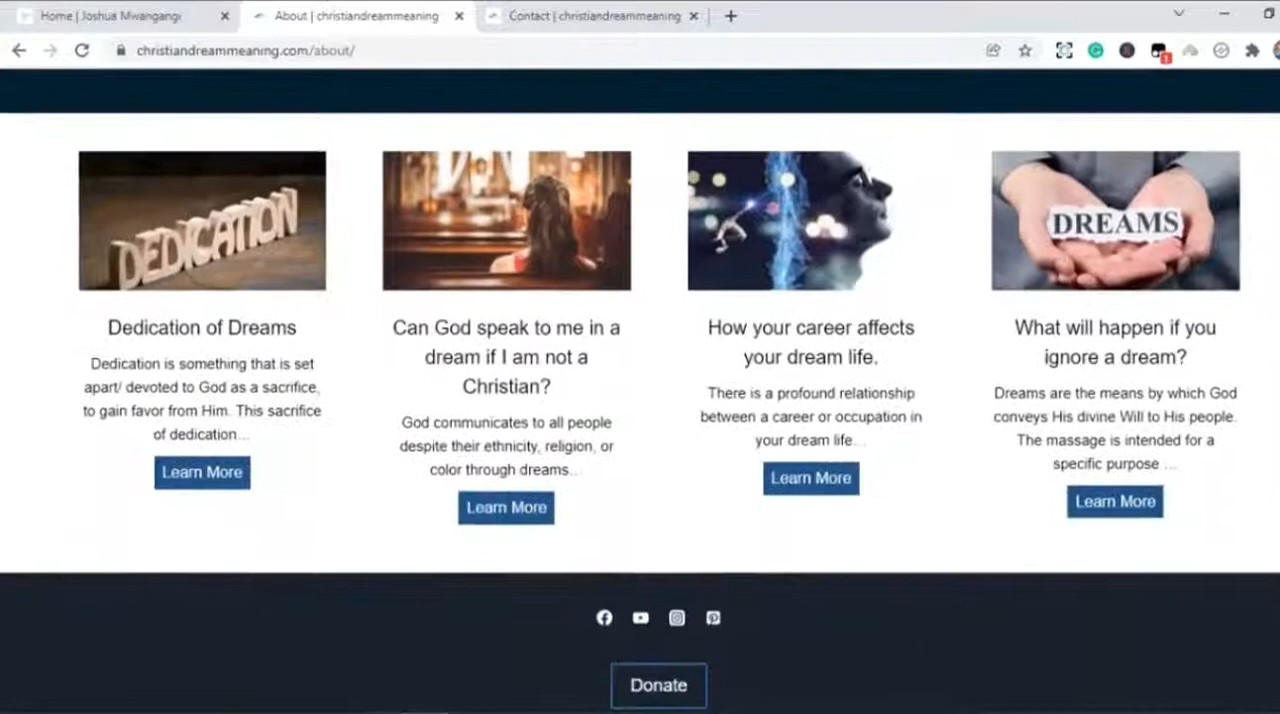 Home | Joshua Mwangangi
About | christiandreammeaning
Contact | christiandreammeaning
christiandreammeaning.com/about/
1
DEDICATION
DREAMS
Dedication of Dreams
Dedication is something that is set
apart/ devoted to God as a sacrifice,
to gain favor from Him. This sacrifice
of dedication...
Learn More
Can God speak to me in a
dream if I am not a
Christian?
God communicates to all people
despite their ethnicity, religion, or
color through dreams...
Learn More
How your career affects
your dream life.
There is a profound relationship
between a career or occupation in
your dream life...
Learn More
What will happen if you
ignore a dream?
Dreams are the means by which God
conveys His divine Will to His people.
The massage is intended for a
specific purpose ...
Learn More
Donate